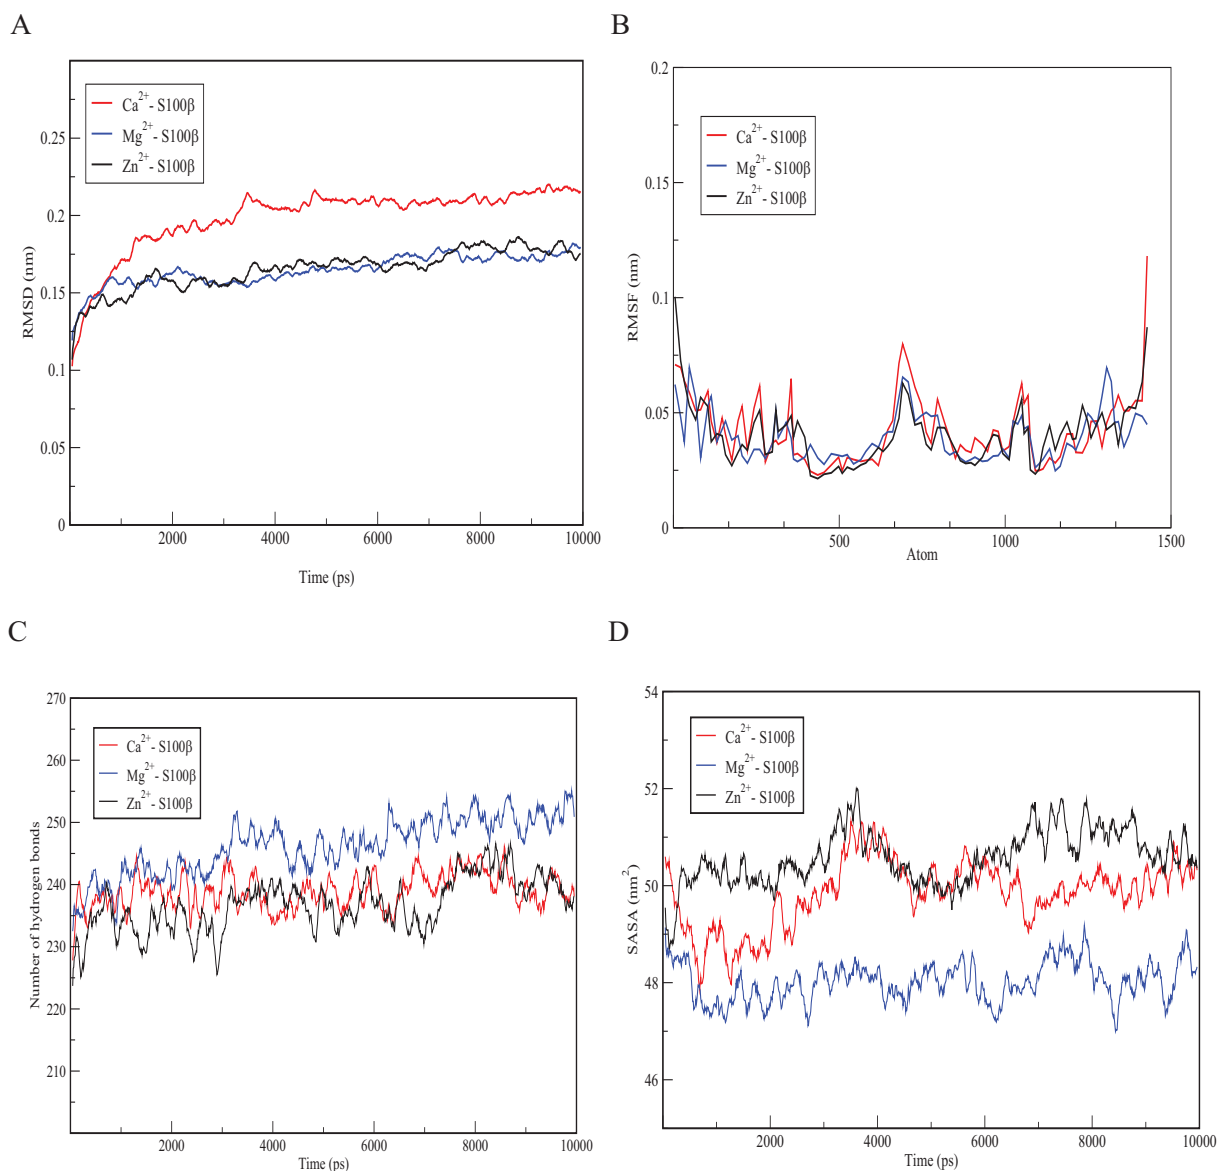 A
B
Ca2+- S100β
Mg2+- S100β
Zn2+- S100β
0.25
0.2
0.15
0.1
0.05
0
RMSD (nm)
2000 4000 6000 8000 10000
Time (ps)
Ca2+- S100β
Mg2+- S100β
Zn2+- S100β
0.2
0.15
0.1
0.05
0
RMSF (nm)
500 1000 1500
Atom
C
D
Ca2+- S100β
Mg2+- S100β
Zn2+- S100β
270
260
250
240
230
220
210
Number of hydrogen bonds
2000 4000 6000 8000 10000
Time (ps)
Ca2+- S100β
Mg2+- S100β
Zn2+- S100β
54
52
50
48
46
SASA (nm2)
2000 4000 6000 8000 10000
Time (ps)